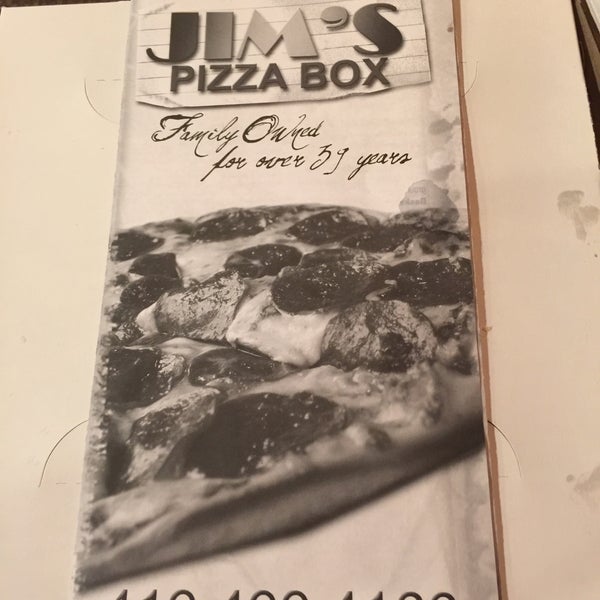 JIM'S
PIZZA BOX
Family Owned
for over 39 years